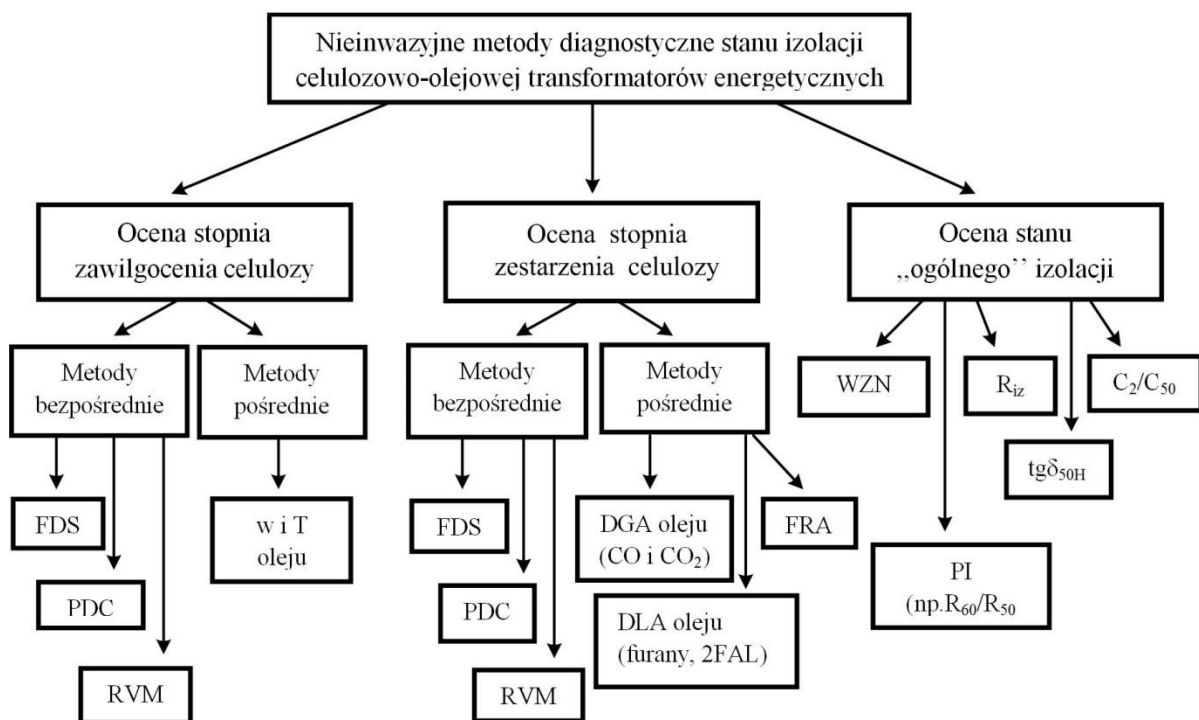 Nieinwazyjne metody diagnostyczne stanu izolacji
celulozowo-olejowej transformatorów energetycznych
Ocena stopnia
zawilgocenia celulozy
Ocena stopnia
zestarzenia celulozy
Ocena stanu
,,ogólnego’’ izolacji
Metody
bezpośrednie
Metody
pośrednie
Metody
bezpośrednie
Metody
pośrednie
WZN
R_iz
C₂/C₅₀
tgδ_50H
FDS
w i T
oleju
FDS
DGA oleju
(CO i CO₂)
FRA
PDC
PDC
DLA oleju
(furany, 2FAL)
PI
(np.R₆₀/R₅₀
RVM
RVM